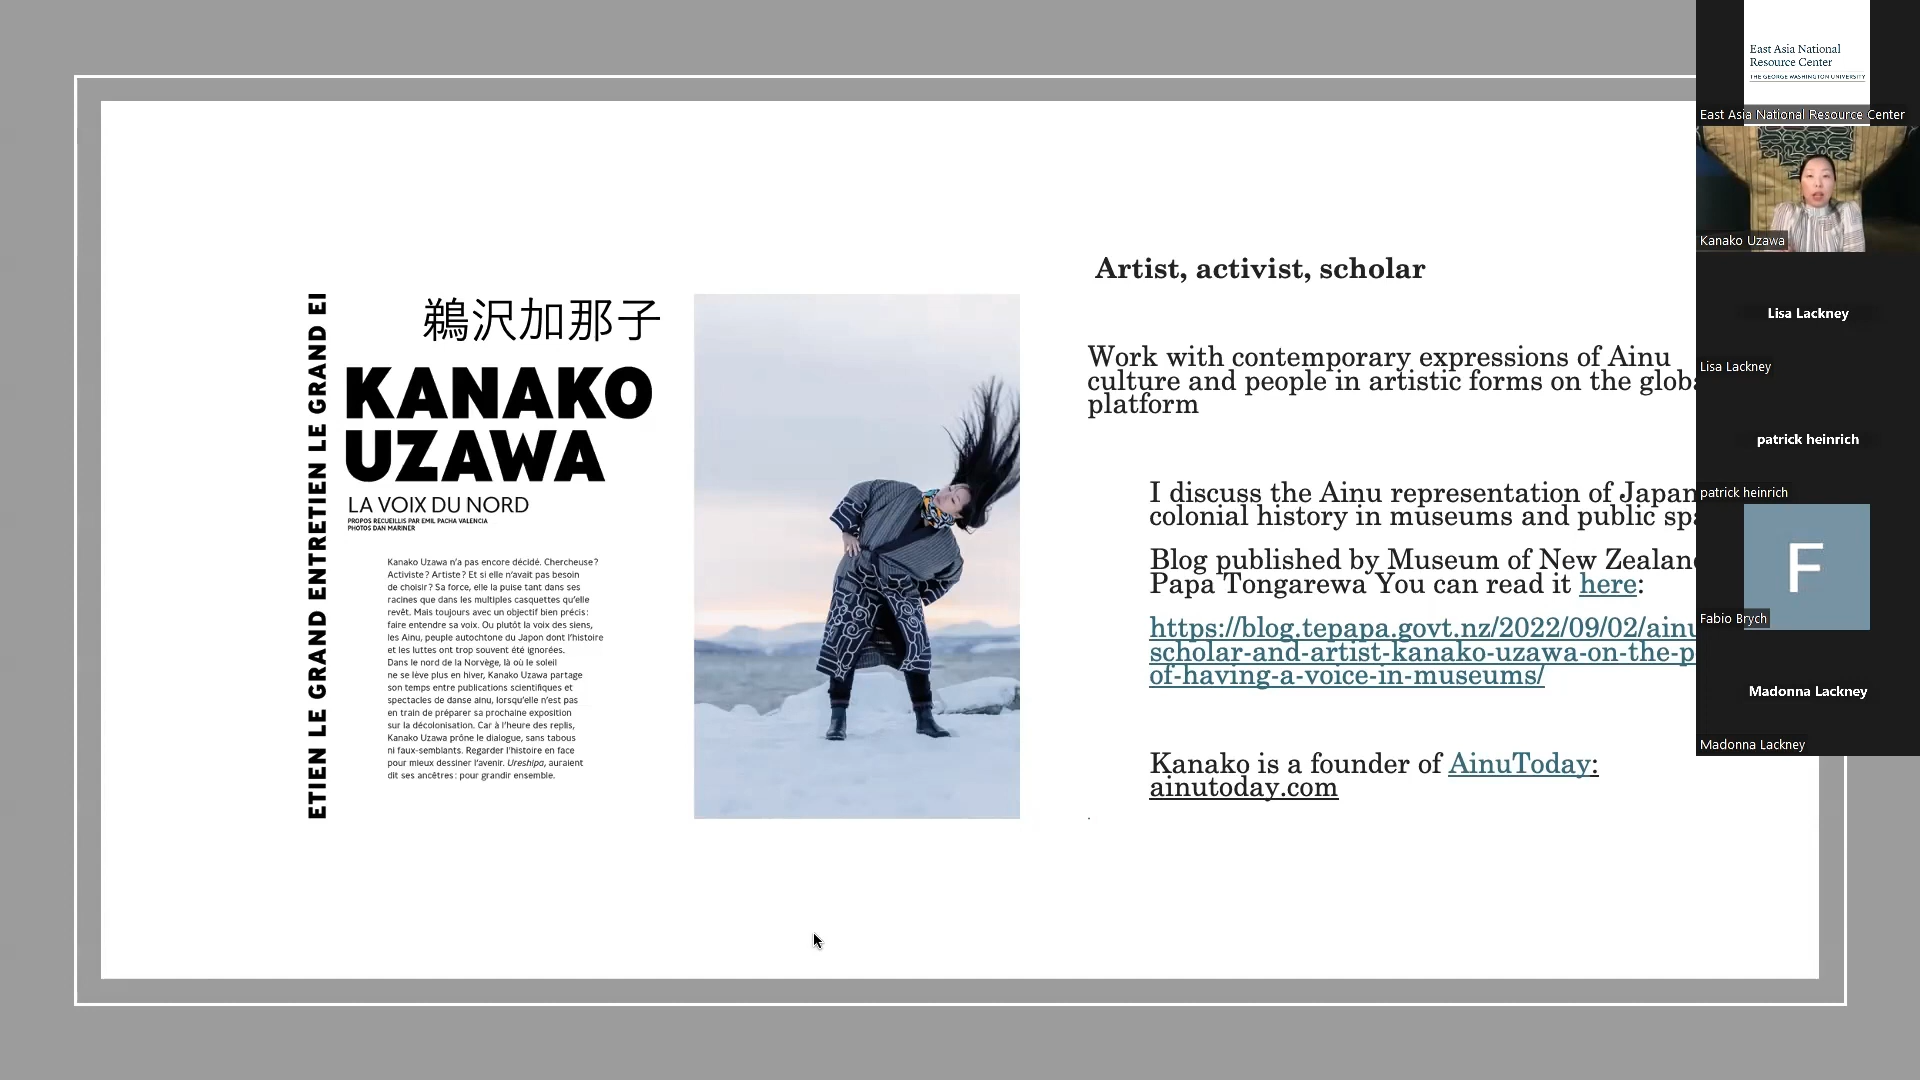 ETIEN LE GRAND ENTRETIEN LE GRAND
鵜沢加那子
KANAKO
UZAWA
LA VOIX DU NORD
PROPOS RECUEILLIS PAR EMIL PACHA VALENCIA
PHOTOS DAN MARINER
Kanako Uzawa n'a pas encore décidé. Chercheuse ?
Activiste ? Artiste ? Et si elle n'avait pas besoin
de choisir ? Sa force, elle la puise tant dans ses
racines que dans les multiples casquettes qu'elle
revêt. Mais toujours avec un objectif bien précis :
faire entendre sa voix. Ou plutôt la voix des siens,
les Ainu, peuple autochtone du Japon dont l'histoire
et les luttes ont trop souvent été ignorées.
Dans le nord de la Norvège, là où le soleil
ne se lève plus en hiver, Kanako Uzawa partage
son temps entre publications scientifiques et
spectacles de danse ainu, lorsqu'elle n'est pas
en train de préparer sa prochaine exposition
sur la décolonisation. Car à l'heure des replis,
Kanako Uzawa prône le dialogue, sans tabous
ni faux-semblants. Regarder l'histoire en face
pour mieux dessiner l'avenir. Ureshipa, auraient
dit ses ancêtres : pour grandir ensemble.
Artist, activist, scholar
Work with contemporary expressions of Ainu
culture and people in artistic forms on the
platform
I discuss the Ainu representation of Japan
colonial history in museums and public
Blog published by Museum of New
Papa Tongarewa You can read it here:
https://blog.tepapa.govt.nz/2022/09/02/ainu
scholar-and-artist-kanako-uzawa-on-the-p
of-having-a-voice-in-museums/
Kanako is a founder of AinuToday:
ainutoday.com
East Asia National
Resource Center
THE GEORGE WASHINGTON UNIVERSITY
East Asia National Resource Center
Kanako Uzawa
Lisa Lackney
Lisa Lackney
patrick heinrich
patrick heinrich
F
Fabio Brych
Madonna Lackney
Madonna Lackney